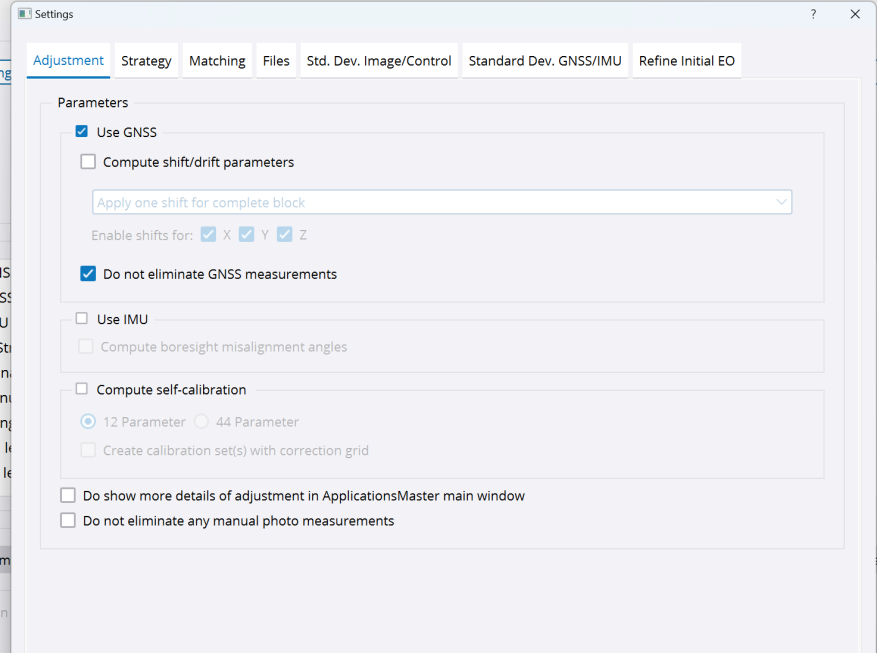 Settings ?
Adjustment Strategy Matching Files Std. Dev. Image/Control Standard Dev. GNSS/IMU Refine Initial EO
Parameters
Use GNSS
Compute shift/drift parameters
Apply one shift for complete block
Enable shifts for: X Y Z
Do not eliminate GNSS measurements
Use IMU
Compute boresight misalignment angles
Compute self-calibration
12 Parameter 44 Parameter
Create calibration set(s) with correction grid
Do show more details of adjustment in ApplicationsMaster main window
Do not eliminate any manual photo measurements